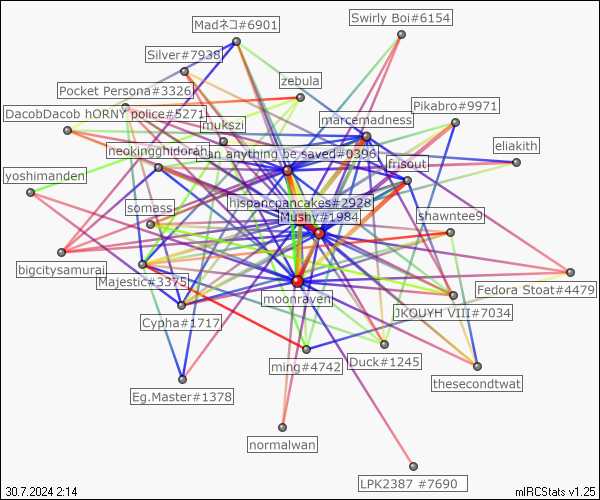 Swirly Boi#6154
Madネコ#6901
Silver#7938
zebula
Pocket Persona#3326
Pikabro#9971
DacobDacob hORNY police#5271
marcemadness
mukszi
eliakith
neokingghidorah
an anything be saved#0396
frisout
yoshimanden
hispancpancakes#2928
somass
Mushy#1984
shawntee9
bigcitysamurai
Majestic#3375
Fedora Stoat#4479
moonraven
JKOUYH VIII#7034
Cypha#1717
ming#4742
Duck#1245
thesecondtwat
Eg.Master#1378
normalwan
LPK2387 #7690
30.7.2024 2:14
mIRCStats v1.25